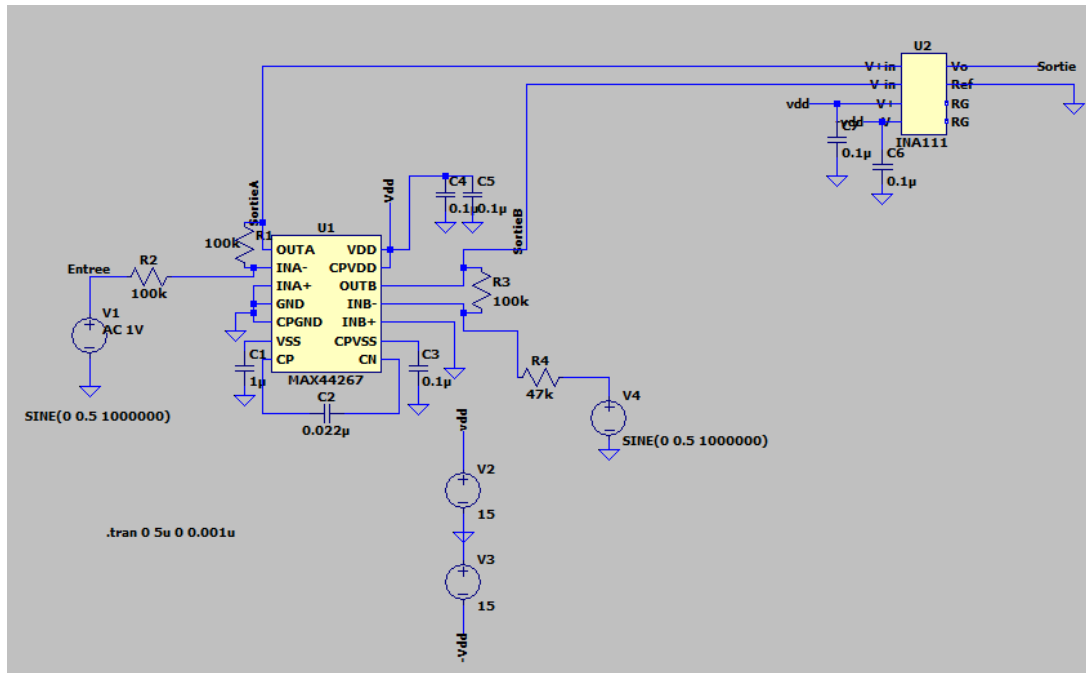 U2
V+in
Vo
Sortie
V in
Ref
vdd
V+
RG
-vdd
V
RG
C7
INA111
0.1µ
C6
0.1µ
SortieA
Vdd
C4
C5
0.1µ
0.1µ
SortieB
U1
R1
100k
OUTA
VDD
INA-
CPVDD
Entree
R2
INA+
OUTB
R3
100k
100k
GND
INB-
V1
AC 1V
CPGND
INB+
VSS
CPVSS
C1
CP
CN
C3
R4
1µ
MAX44267
0.1µ
47k
V4
C2
SINE(0 0.5 1000000)
0.022µ
vdd
SINE(0 0.5 1000000)
V2
15
.tran 0 5u 0 0.001u
V3
15
-Vdd